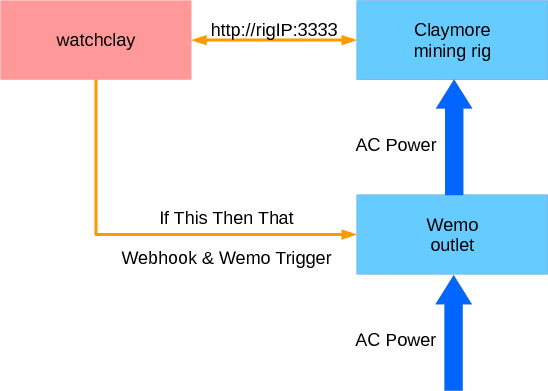 watchclay
http://rigIP:3333
Claymore
mining rig
AC Power
If This Then That
Webhook & Wemo Trigger
Wemo
outlet
AC Power